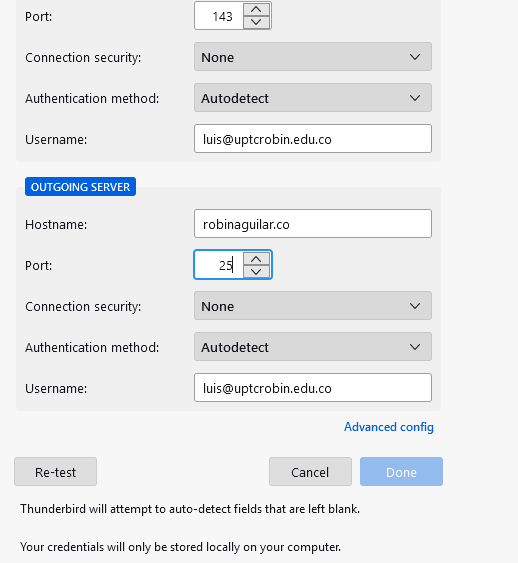 Port: 143
Connection security: None
Authentication method: Autodetect
Username: luis@uptcrobin.edu.co
OUTGOING SERVER
Hostname: robinaguilar.co
Port: 25
Connection security: None
Authentication method: Autodetect
Username: luis@uptcrobin.edu.co
Advanced config
Re-test Cancel Done
Thunderbird will attempt to auto-detect fields that are left blank.
Your credentials will only be stored locally on your computer.